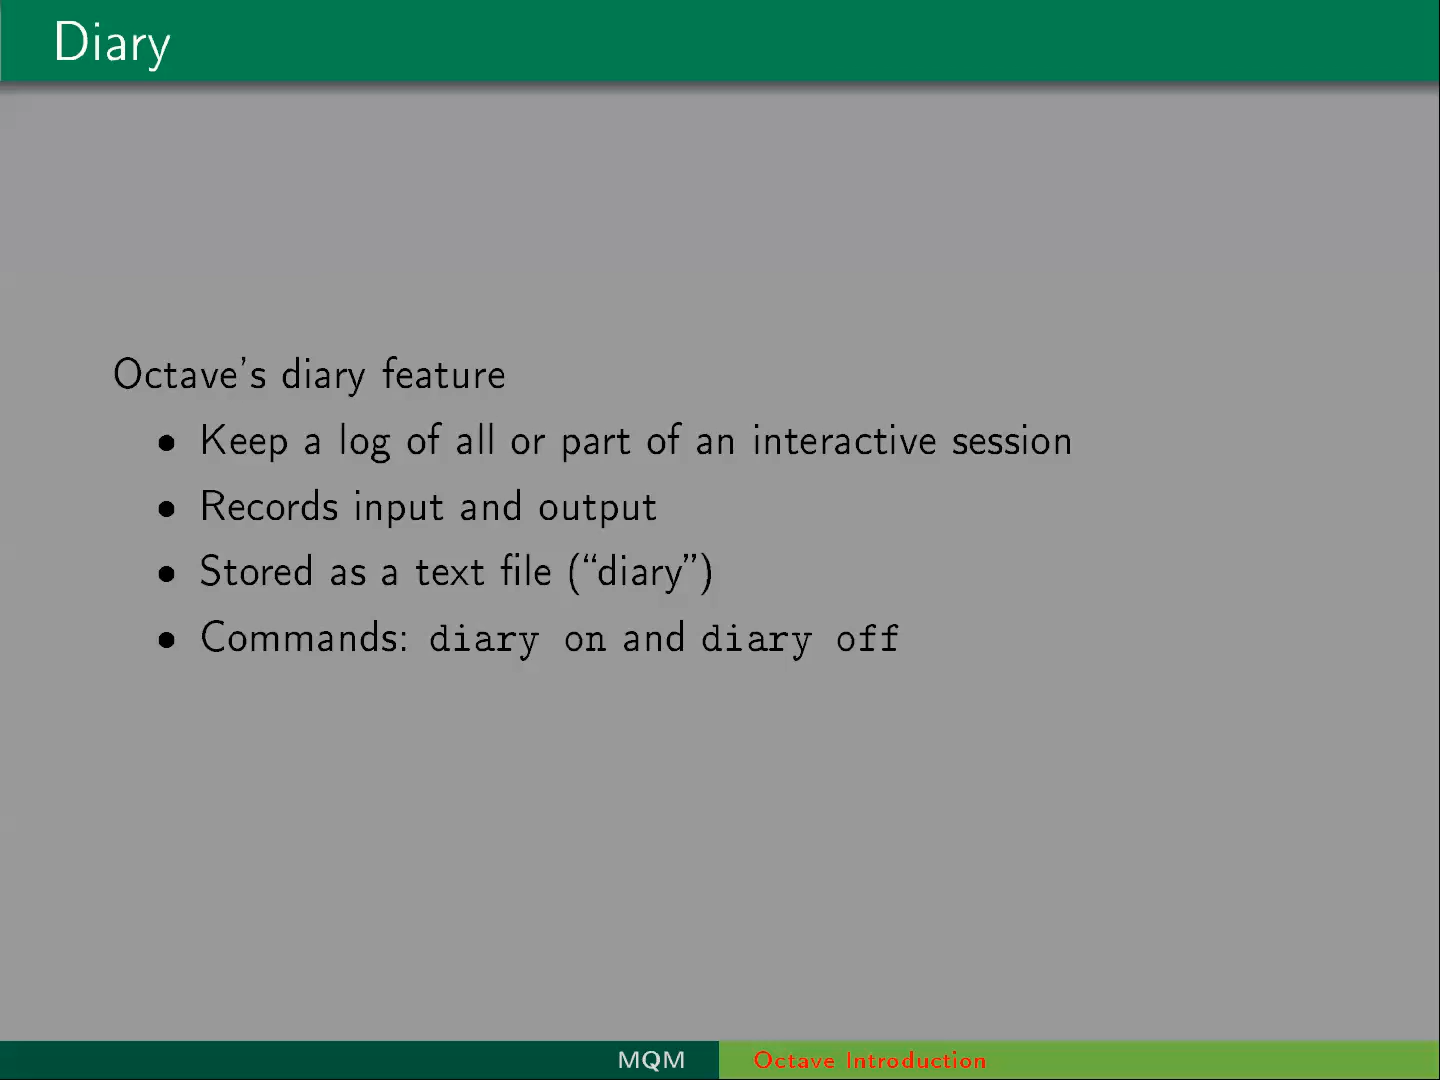 Diary
Octave's diary feature
• Keep a log of all or part of an interactive session
• Records input and output
• Stored as a text file (“diary”)
• Commands: diary on and diary off
MQM
Octave Introduction